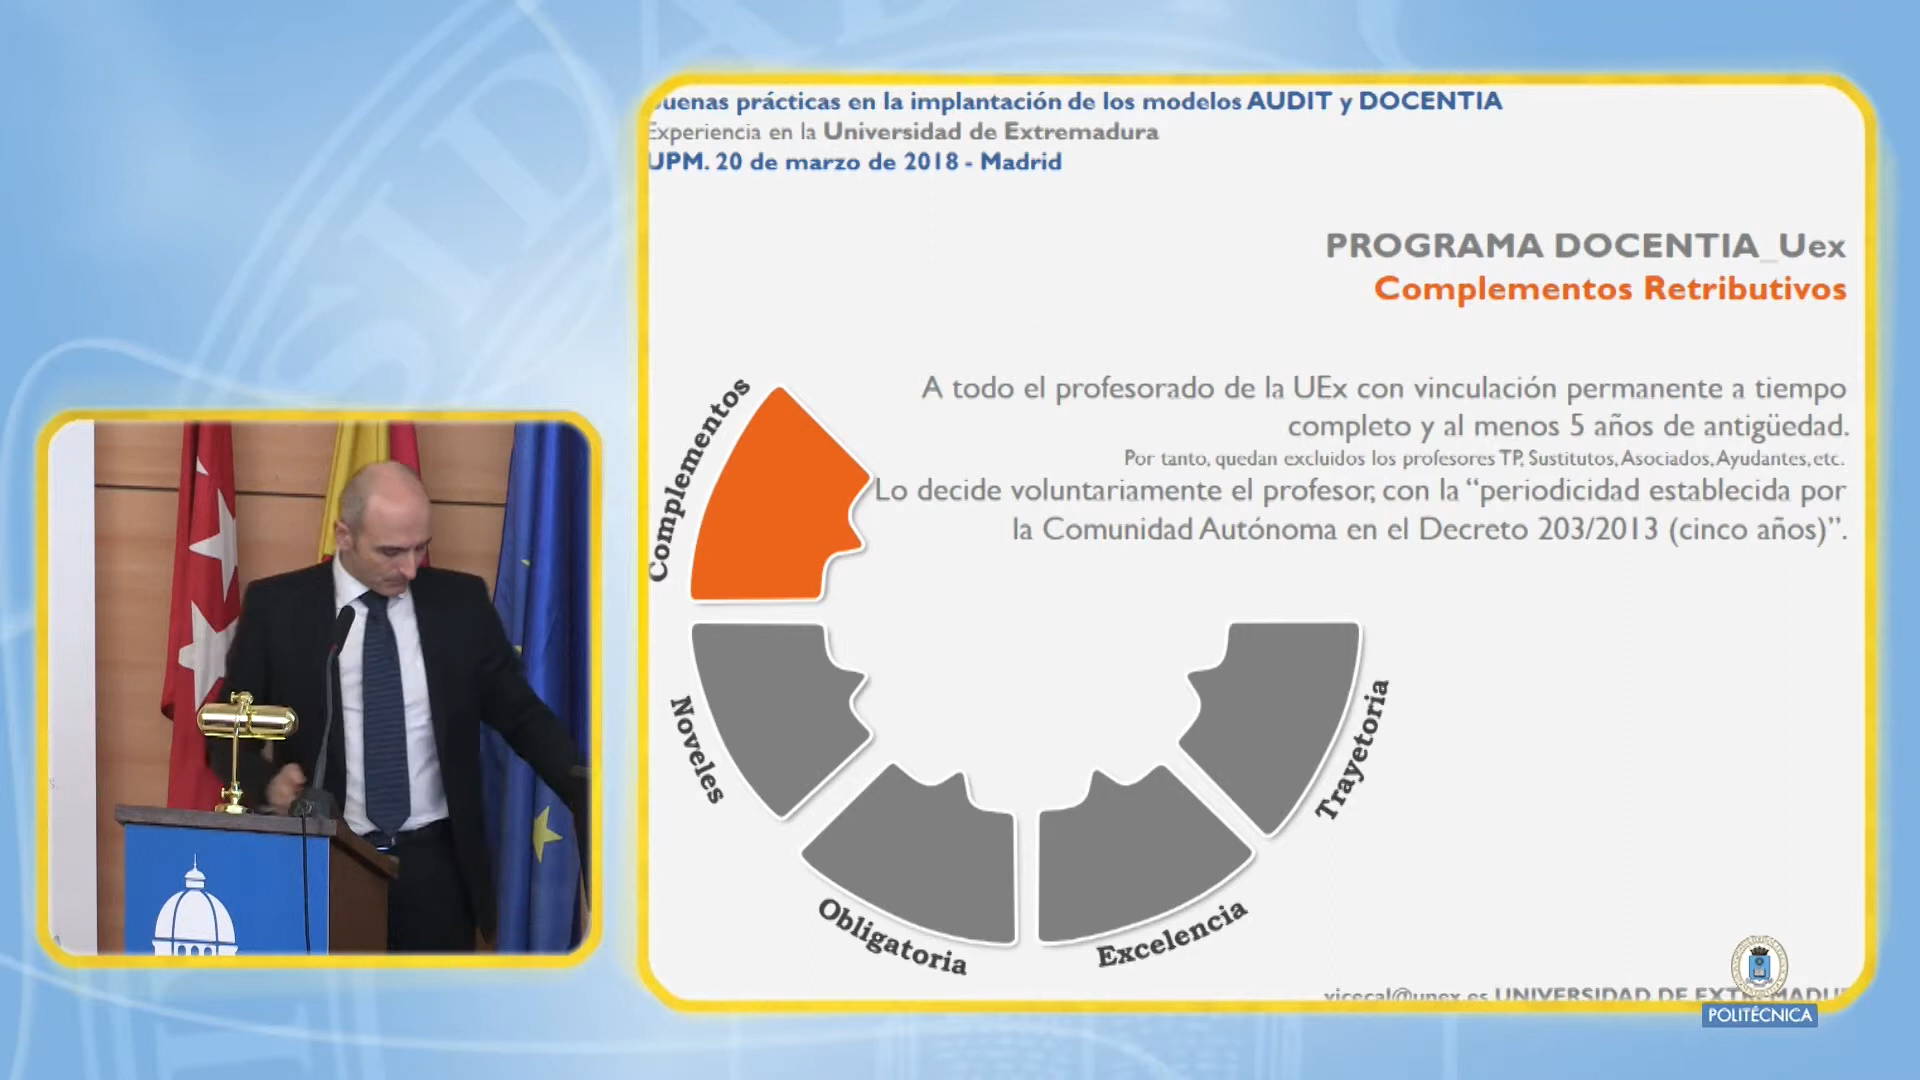 Buenas prácticas en la implantación de los modelos AUDIT y DOCENTIA
Experiencia en la Universidad de Extremadura
UPM. 20 de marzo de 2018 - Madrid
PROGRAMA DOCENTIA_Uex
Complementos Retributivos
A todo el profesorado de la UEx con vinculación permanente a tiempo
completo y al menos 5 años de antigüedad.
Por tanto, quedan excluidos los profesores TP, Sustitutos, Asociados, Ayudantes, etc.
Lo decide voluntariamente el profesor, con la “periodicidad establecida por
la Comunidad Autónoma en el Decreto 203/2013 (cinco años)”.
Complementos
Noveles
Obligatoria
Excelencia
Trayetoria
vicecal@unex.es UNIVERSIDAD DE EXTREMADUR
POLITÉCNICA